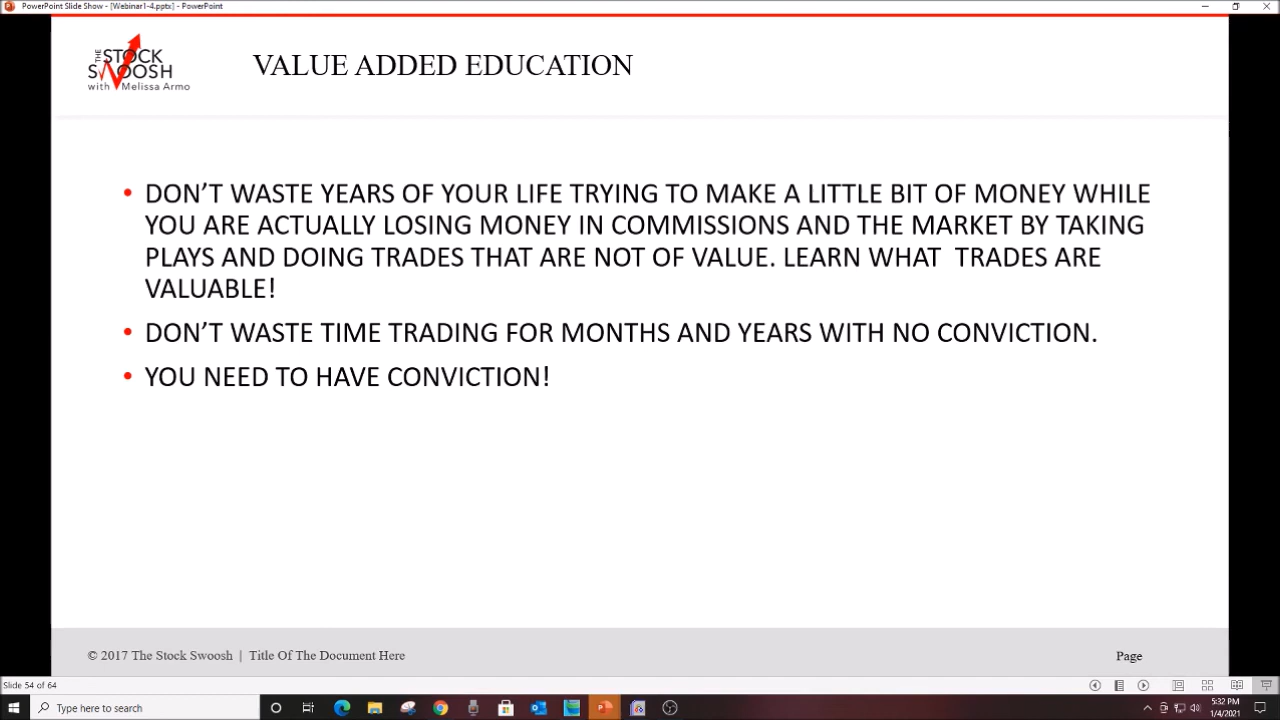 PowerPoint Slide Show - [Webinar1-4.pptx] - PowerPoint
THE STOCK
SWOOSH
with Melissa Armo
VALUE ADDED EDUCATION
• DON’T WASTE YEARS OF YOUR LIFE TRYING TO MAKE A LITTLE BIT OF MONEY WHILE
YOU ARE ACTUALLY LOSING MONEY IN COMMISSIONS AND THE MARKET BY TAKING
PLAYS AND DOING TRADES THAT ARE NOT OF VALUE. LEARN WHAT  TRADES ARE
VALUABLE!
• DON’T WASTE TIME TRADING FOR MONTHS AND YEARS WITH NO CONVICTION.
• YOU NEED TO HAVE CONVICTION!
© 2017 The Stock Swoosh | Title Of The Document Here
Page
Slide 54 of 64
Type here to search
5:32 PM
1/4/2021